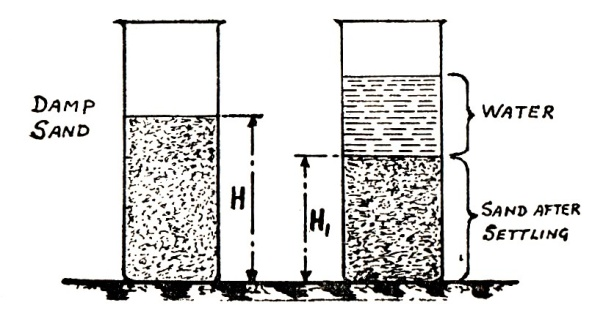 DAMP
SAND
H
H₁
WATER
SAND AFTER
SETTLING